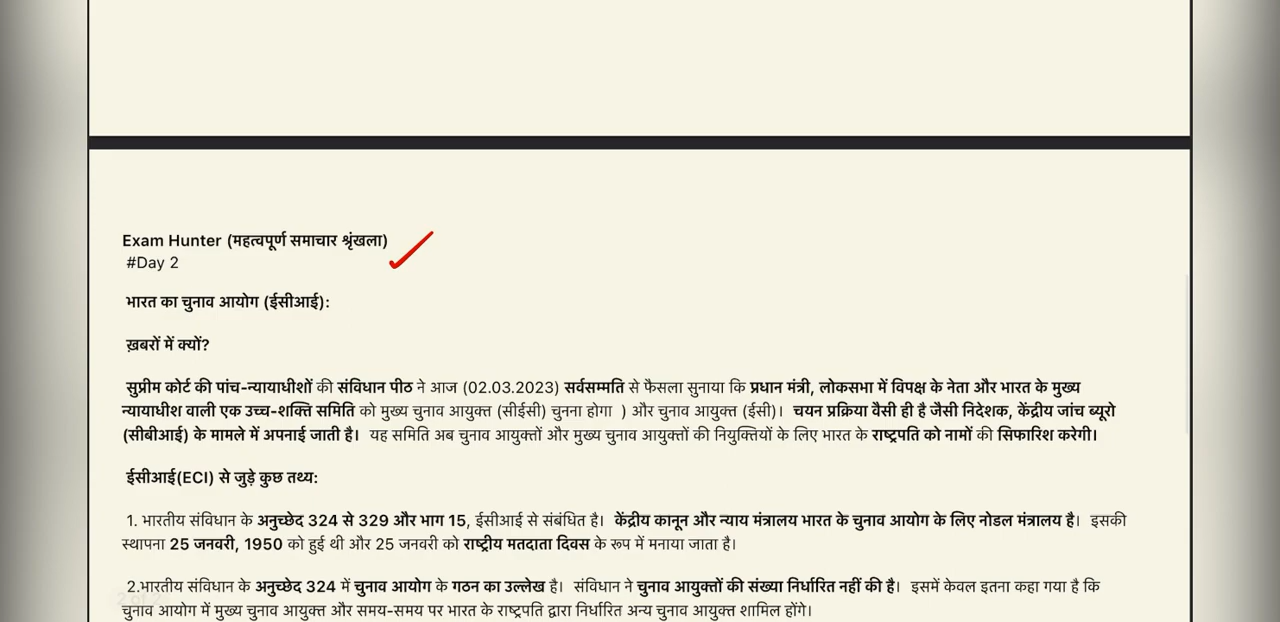 Exam Hunter (महत्वपूर्ण समाचार श्रृंखला)
#Day 2
भारत का चुनाव आयोग (ईसीआई):
ख़बरों में क्यों?
सुप्रीम कोर्ट की पांच-न्यायाधीशों की संविधान पीठ ने आज (02.03.2023) सर्वसम्मति से फैसला सुनाया कि प्रधान मंत्री, लोकसभा में विपक्ष के नेता और भारत के मुख्य
न्यायाधीश वाली एक उच्च-शक्ति समिति को मुख्य चुनाव आयुक्त (सीईसी) चुनना होगा ) और चुनाव आयुक्त (ईसी)। चयन प्रक्रिया वैसी ही है जैसी निदेशक, केंद्रीय जांच ब्यूरो
(सीबीआई) के मामले में अपनाई जाती है। यह समिति अब चुनाव आयुक्तों और मुख्य चुनाव आयुक्तों की नियुक्तियों के लिए भारत के राष्ट्रपति को नामों की सिफारिश करेगी।
ईसीआई(ECI) से जुड़े कुछ तथ्य:
1. भारतीय संविधान के अनुच्छेद 324 से 329 और भाग 15, ईसीआई से संबंधित है। केंद्रीय कानून और न्याय मंत्रालय भारत के चुनाव आयोग के लिए नोडल मंत्रालय है। इसकी
स्थापना 25 जनवरी, 1950 को हुई थी और 25 जनवरी को राष्ट्रीय मतदाता दिवस के रूप में मनाया जाता है।
2.भारतीय संविधान के अनुच्छेद 324 में चुनाव आयोग के गठन का उल्लेख है। संविधान ने चुनाव आयुक्तों की संख्या निर्धारित नहीं की है। इसमें केवल इतना कहा गया है कि
चुनाव आयोग में मुख्य चुनाव आयुक्त और समय-समय पर भारत के राष्ट्रपति द्वारा निर्धारित अन्य चुनाव आयुक्त शामिल होंगे।